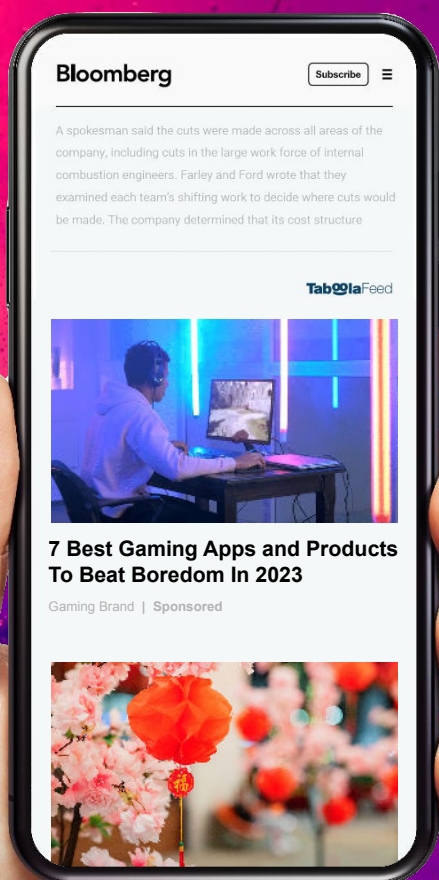 Bloomberg
Subscribe
A spokesman said the cuts were made across all areas of the
company, including cuts in the large work force of internal
combustion engineers. Farley and Ford wrote that they
examined each team's shifting work to decide where cuts would
be made. The company determined that its cost structure
TaboolaFeed
7 Best Gaming Apps and Products
To Beat Boredom In 2023
Gaming Brand | Sponsored
福